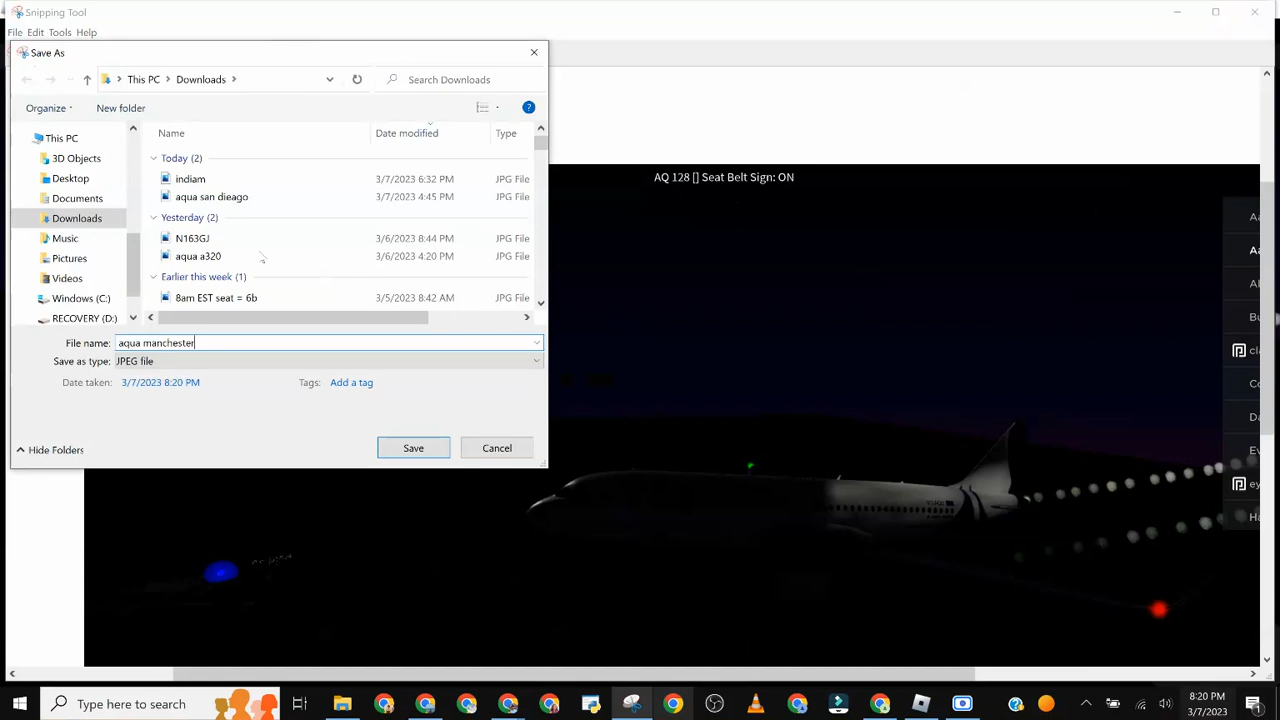 Snipping Tool
File Edit Tools Help
Save As
This PC Downloads
Search Downloads
Organize New folder
Name Date modified Type
This PC
3D Objects
Desktop
Documents
Downloads
Music
Pictures
Videos
Windows (C:)
RECOVERY (D:)
Today (2)
indiam 3/7/2023 6:32 PM JPG File
aqua san dieago 3/7/2023 4:45 PM JPG File
Yesterday (2)
N163GJ 3/6/2023 8:44 PM JPG File
aqua a320 3/6/2023 4:20 PM JPG File
Earlier this week (1)
8am EST seat = 6b 3/5/2023 8:42 AM JPG File
File name: aqua manchester
Save as type: JPEG file
Date taken: 3/7/2023 8:20 PM Tags: Add a tag
Hide Folders
Save Cancel
AQ 128 [] Seat Belt Sign: ON
Type here to search
8:20 PM
3/7/2023